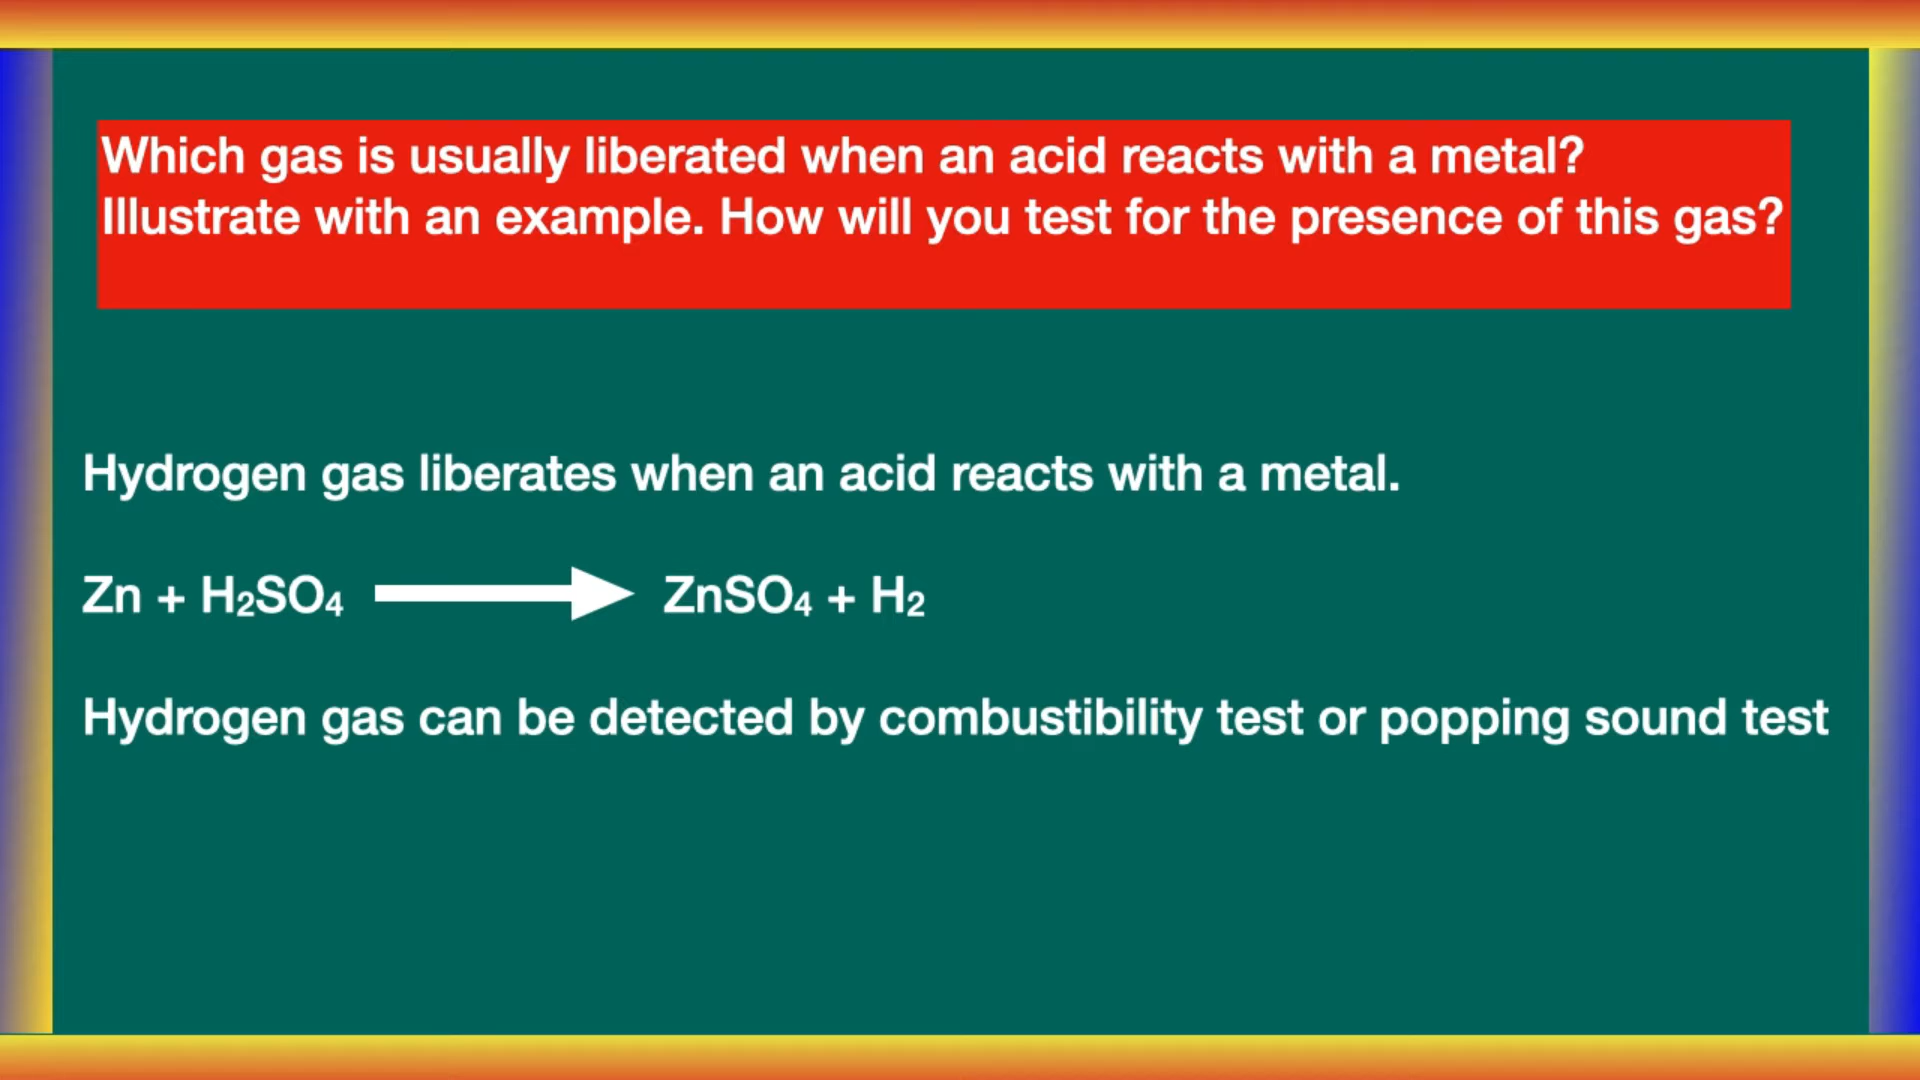 Which gas is usually liberated when an acid reacts with a metal?
Illustrate with an example. How will you test for the presence of this gas?
Hydrogen gas liberates when an acid reacts with a metal.
Zn + H₂SO₄ ZnSO₄ + H₂
Hydrogen gas can be detected by combustibility test or popping sound test